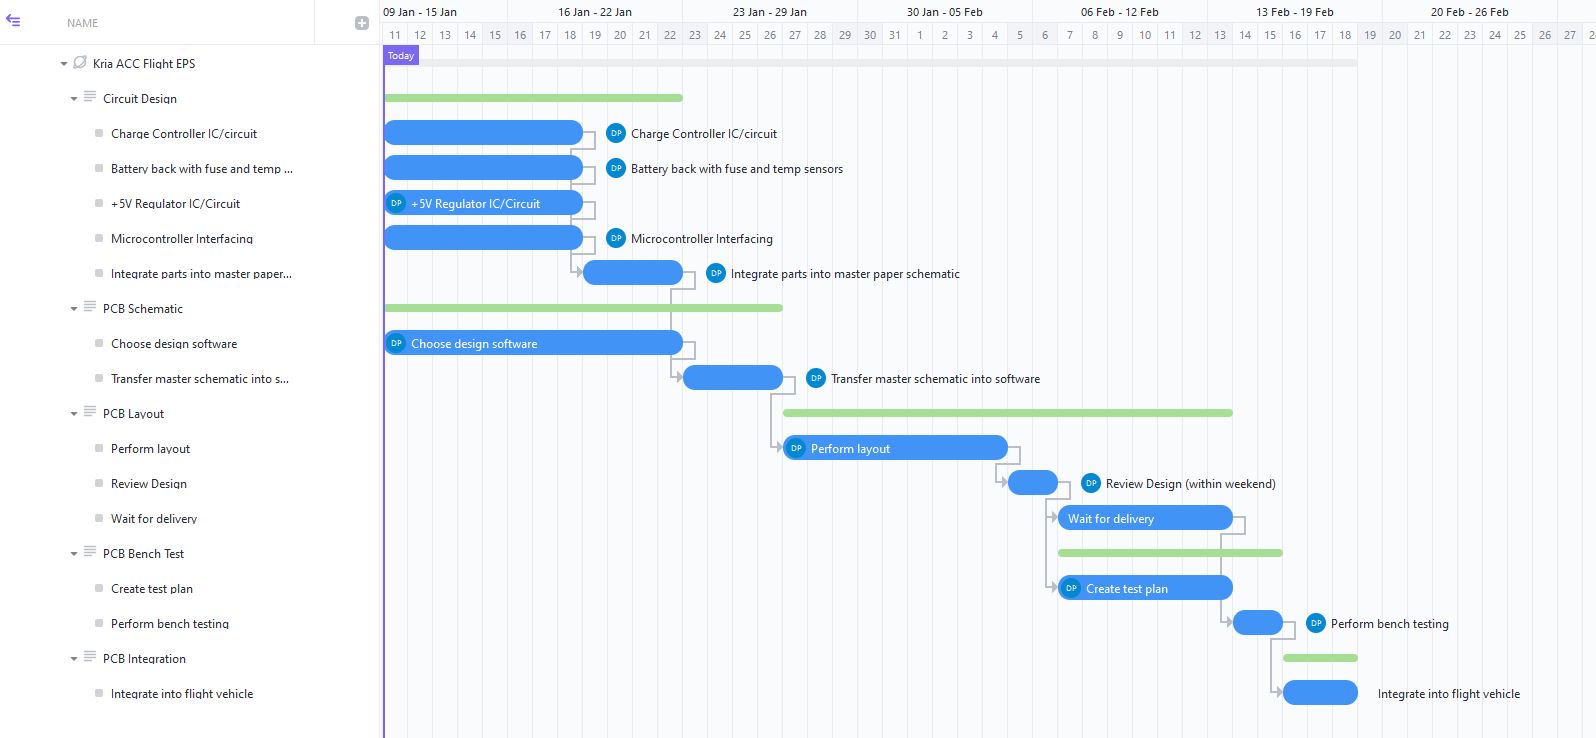 NAME
09 Jan - 15 Jan 16 Jan - 22 Jan 23 Jan - 29 Jan 30 Jan - 05 Feb 06 Feb - 12 Feb 13 Feb - 19 Feb 20 Feb - 26 Feb
11 12 13 14 15 16 17 18 19 20 21 22 23 24 25 26 27 28 29 30 31 1 2 3 4 5 6 7 8 9 10 11 12 13 14 15 16 17 18 19 20 21 22 23 24 25 26 27
Today
Kria ACC Flight EPS
Circuit Design
Charge Controller IC/circuit DP Charge Controller IC/circuit
Battery back with fuse and temp ... DP Battery back with fuse and temp sensors
+5V Regulator IC/Circuit DP +5V Regulator IC/Circuit
Microcontroller Interfacing DP Microcontroller Interfacing
Integrate parts into master paper... DP Integrate parts into master paper schematic
PCB Schematic
Choose design software DP Choose design software
Transfer master schematic into s... DP Transfer master schematic into software
PCB Layout
Perform layout DP Perform layout
Review Design DP Review Design (within weekend)
Wait for delivery Wait for delivery
PCB Bench Test
Create test plan DP Create test plan
Perform bench testing DP Perform bench testing
PCB Integration
Integrate into flight vehicle Integrate into flight vehicle